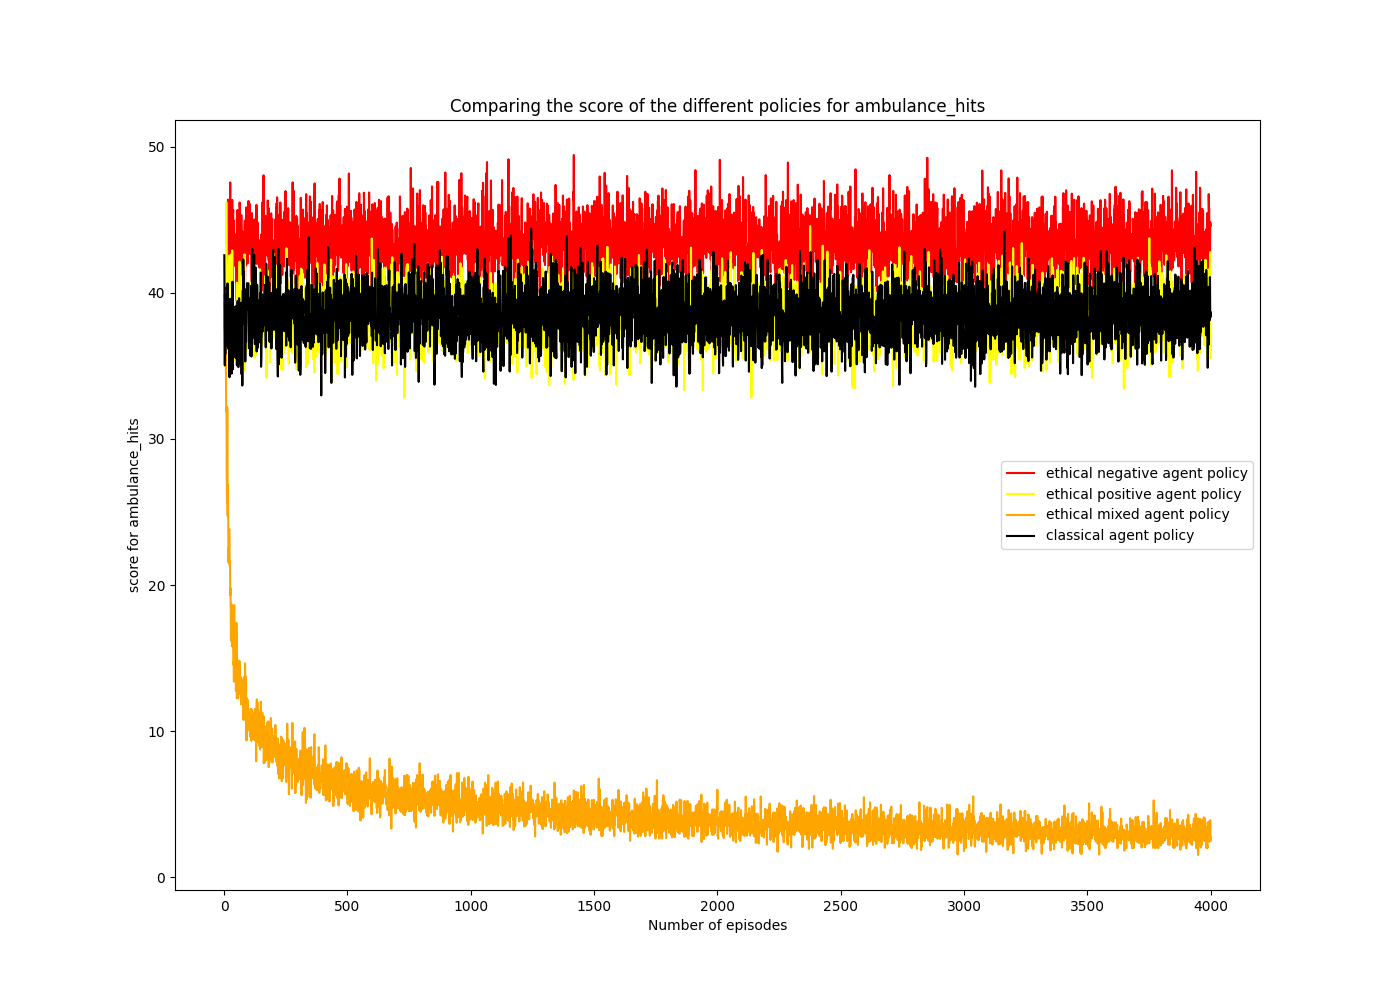 Comparing the score of the different policies for ambulance_hits
50
40
30
20
10
0
score for ambulance_hits
ethical negative agent policy
ethical positive agent policy
ethical mixed agent policy
classical agent policy
0 500 1000 1500 2000 2500 3000 3500 4000
Number of episodes